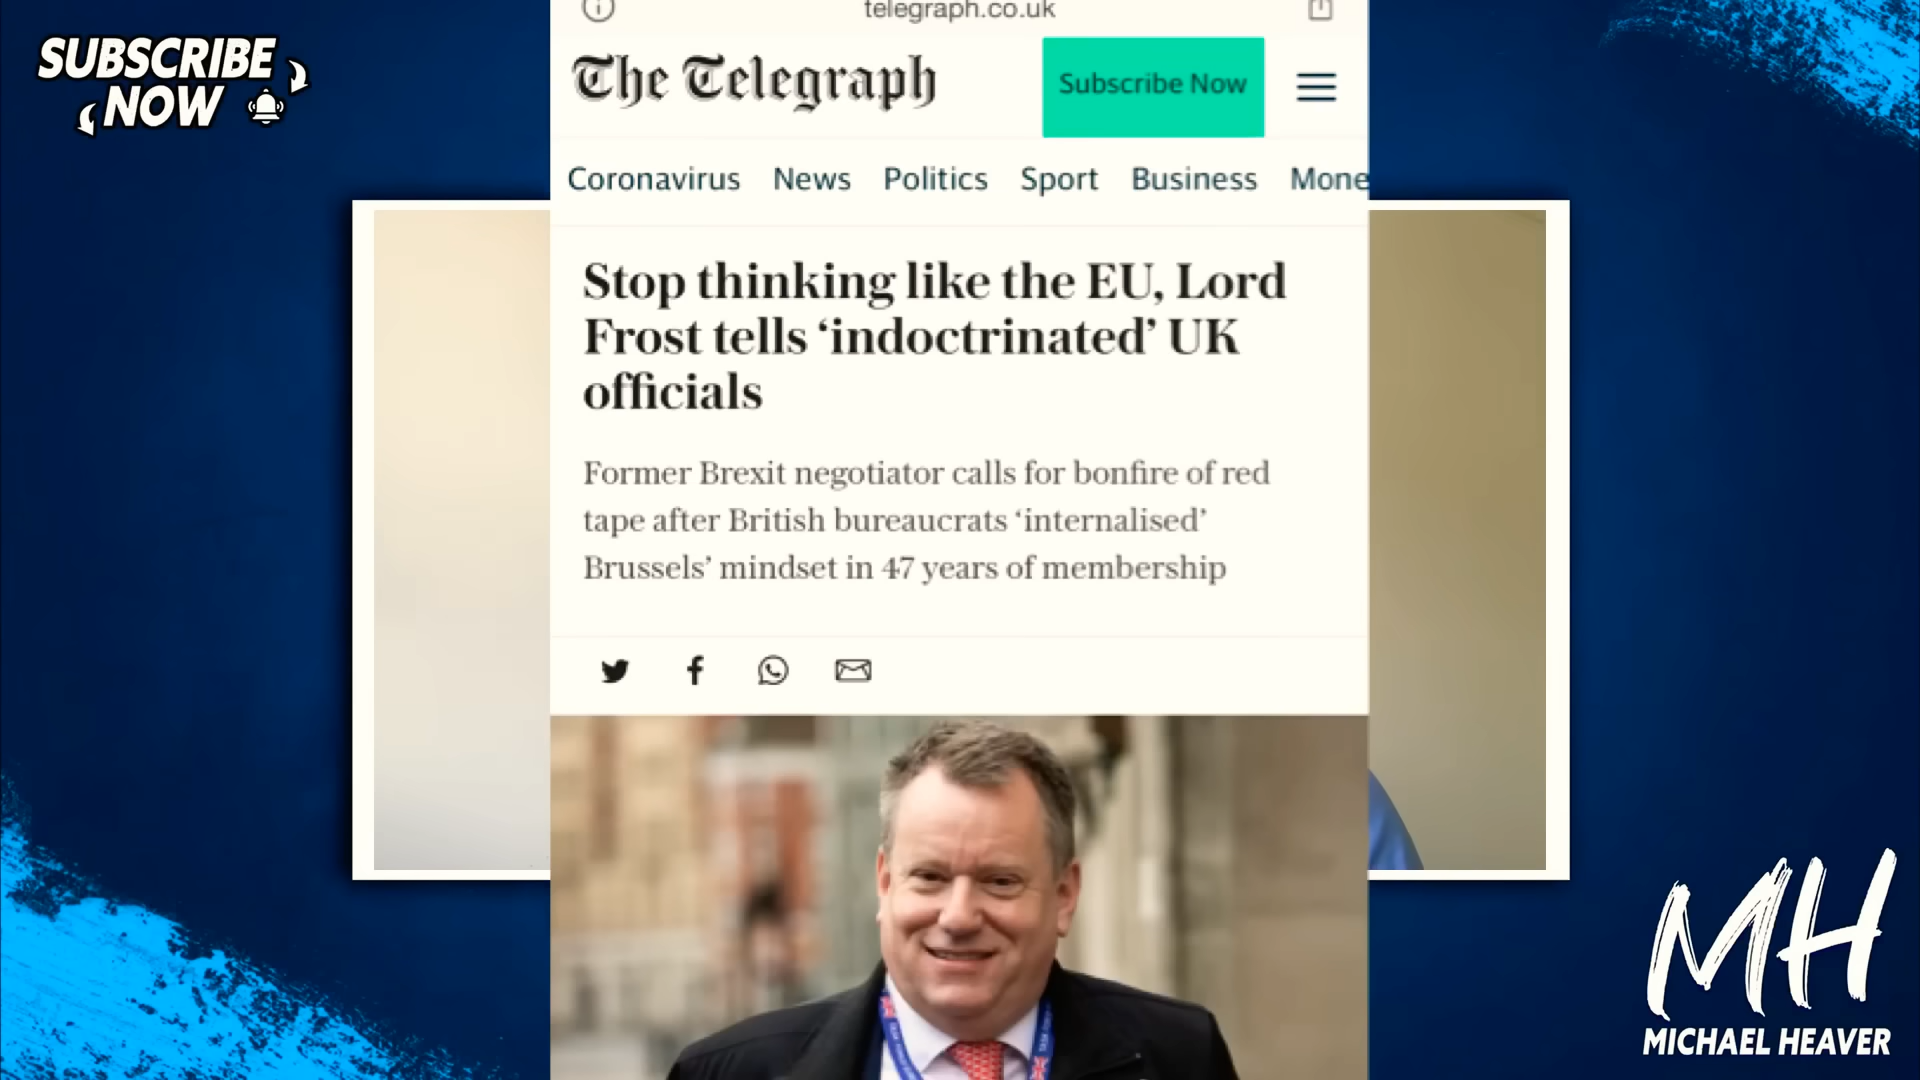 SUBSCRIBE
NOW
telegraph.co.uk
The Telegraph
Subscribe Now
Coronavirus News Politics Sport Business Mone
Stop thinking like the EU, Lord
Frost tells ‘indoctrinated’ UK
officials
Former Brexit negotiator calls for bonfire of red
tape after British bureaucrats ‘internalised’
Brussels’ mindset in 47 years of membership
MH
MICHAEL HEAVER